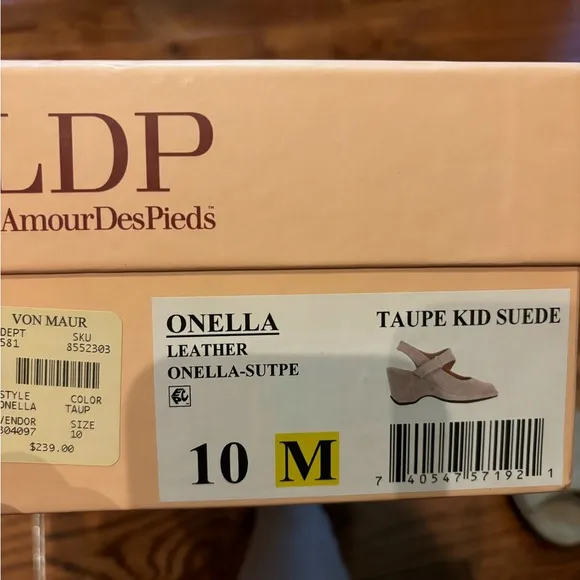 LDP
AmourDesPieds™
VON MAUR
DEPT SKU
581 8552303
STYLE COLOR
ONELLA TAUP
VENDOR SIZE
304097 10
$239.00
ONELLA
LEATHER
ONELLA-SUTPE
TAUPE KID SUEDE
10 M
7 40547 57192 1